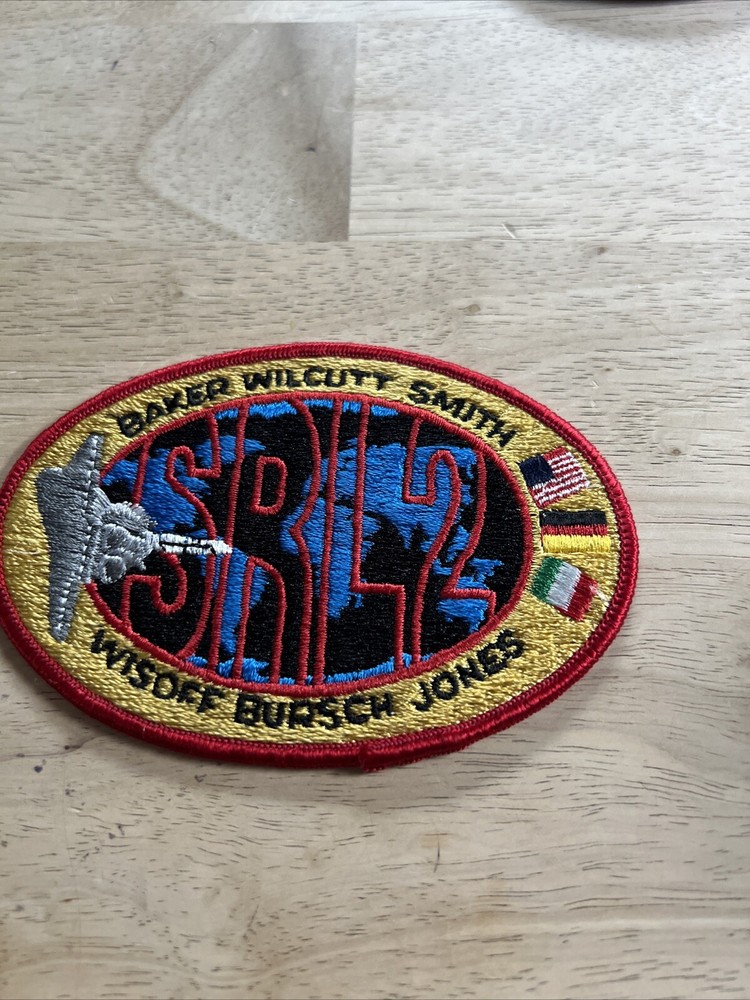 BAKER WILCUTT SMITH
SRL2
WISOFF BURSCH JONES